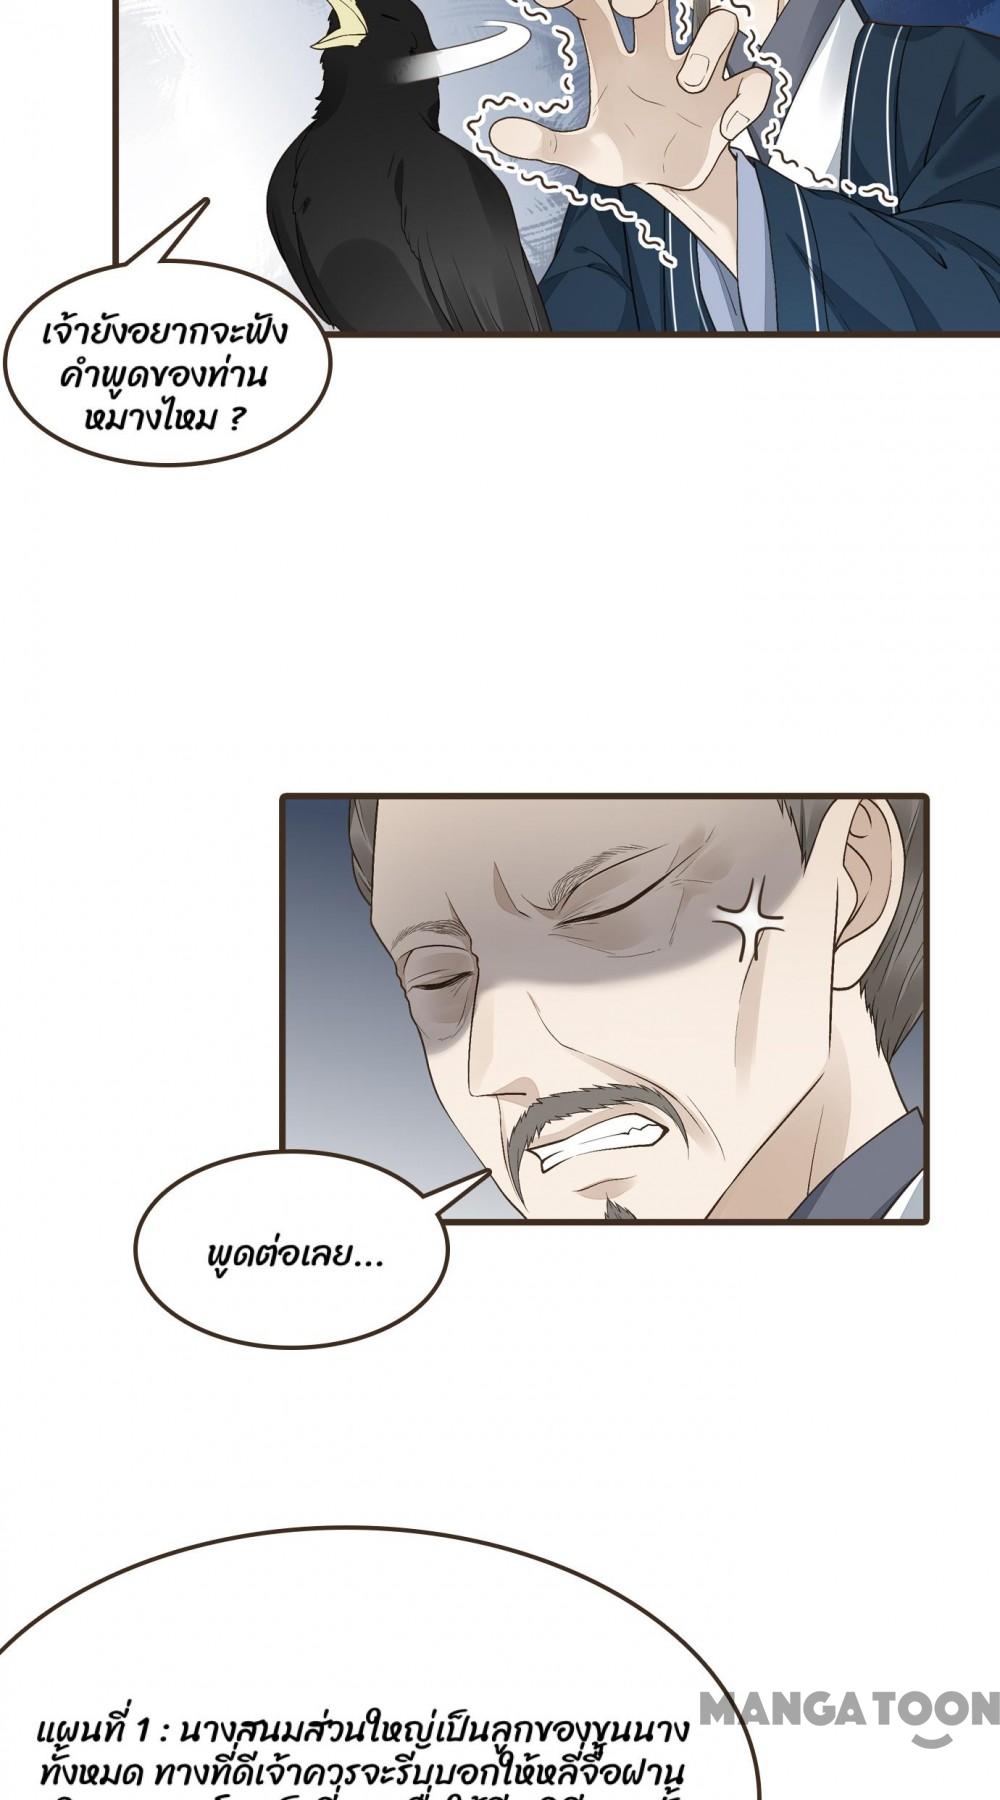 เจ้ายังอยากจะฟัง
คำพูดของท่าน
หมางไหม ?
พูดต่อเลย...
MANGATOON
แผนที่ 1 : นางสนมส่วนใหญ่เป็นลูกของขุนนาง
ทั้งหมด ทางที่ดีเจ้าควรจะรีบบอกให้หลี่จื้อฝาน